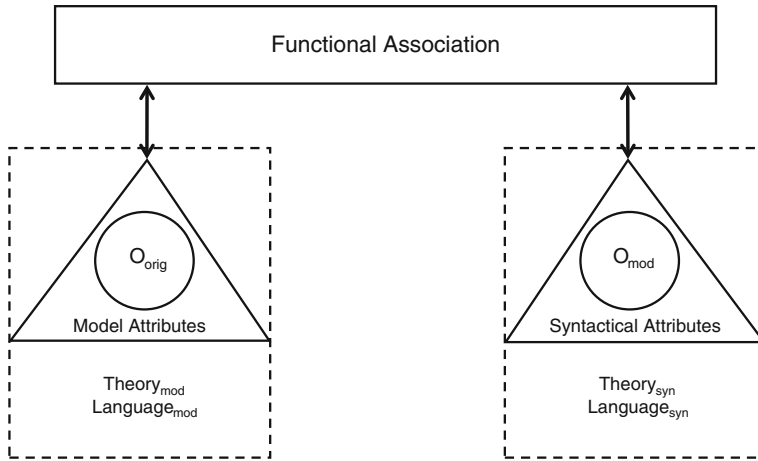 Functional Association
O_orig
Model Attributes
Theory_mod
Language_mod
O_mod
Syntactical Attributes
Theory_syn
Language_syn